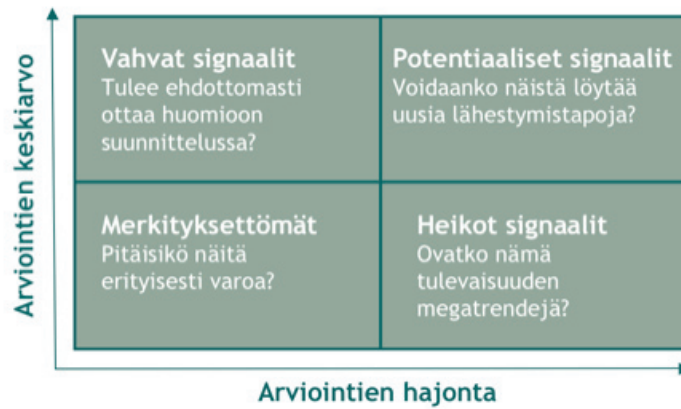 Arviointien keskiarvo
Vahvat signaalit
Tulee ehdottomasti
ottaa huomioon
suunnittelussa?
Potentiaaliset signaalit
Voidaanko näistä löytää
uusia lähestymistapoja?
Merkityksettömät
Pitäisikö näitä
erityisesti varoa?
Heikot signaalit
Ovatko nämä
tulevaisuuden
megatrendejä?
Arviointien hajonta